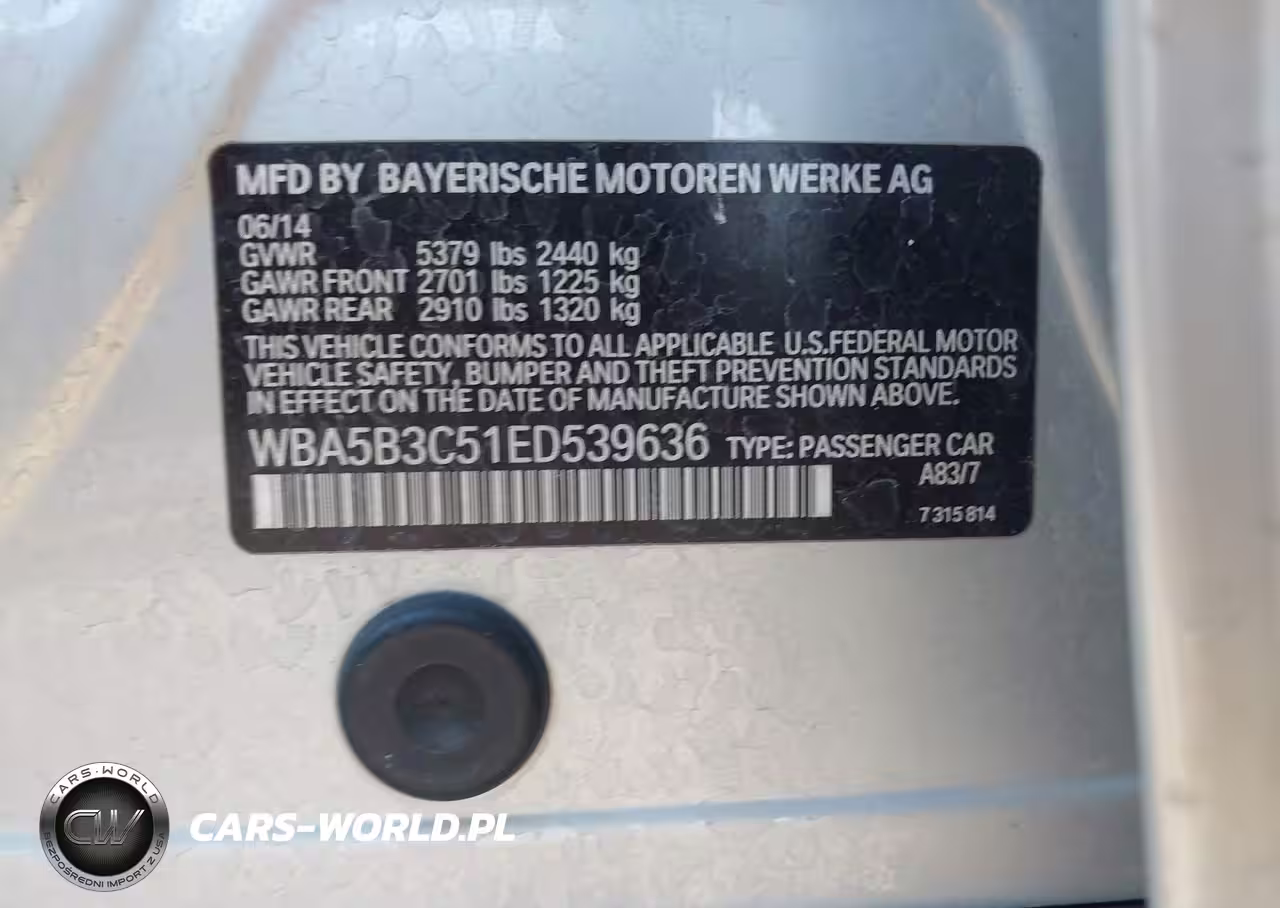 MFD BY BAYERISCHE MOTOREN WERKE AG
06/14
GVWR 5379 lbs 2440 kg
GAWR FRONT 2701 lbs 1225 kg
GAWR REAR 2910 lbs 1320 kg
THIS VEHICLE CONFORMS TO ALL APPLICABLE U.S.FEDERAL MOTOR
VEHICLE SAFETY, BUMPER AND THEFT PREVENTION STANDARDS
IN EFFECT ON THE DATE OF MANUFACTURE SHOWN ABOVE.
WBA5B3C51ED539636 TYPE: PASSENGER CAR
A83/7
7 315 814
CARS-WORLD
CW
BEZPOŚREDNI IMPORT Z USA
CARS-WORLD.PL